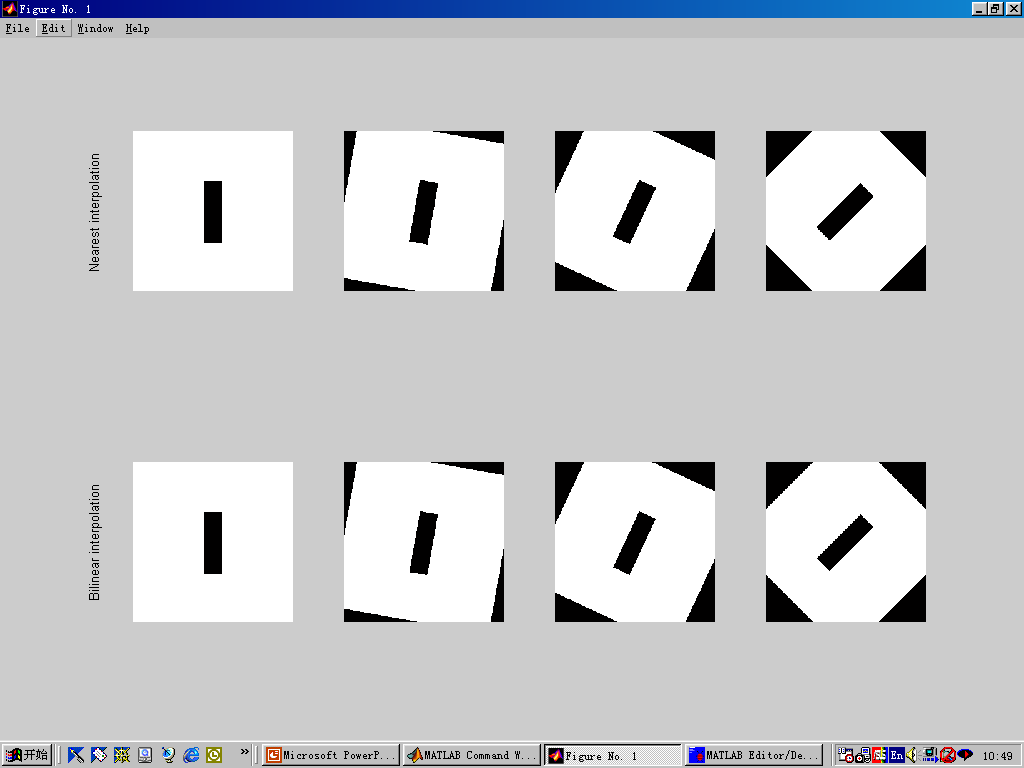 Figure No. 1
File Edit Window Help
Nearest interpolation
Bilinear interpolation
开始
»
Microsoft PowerP...
MATLAB Command W...
Figure No. 1
MATLAB Editor/De...
En
10:49